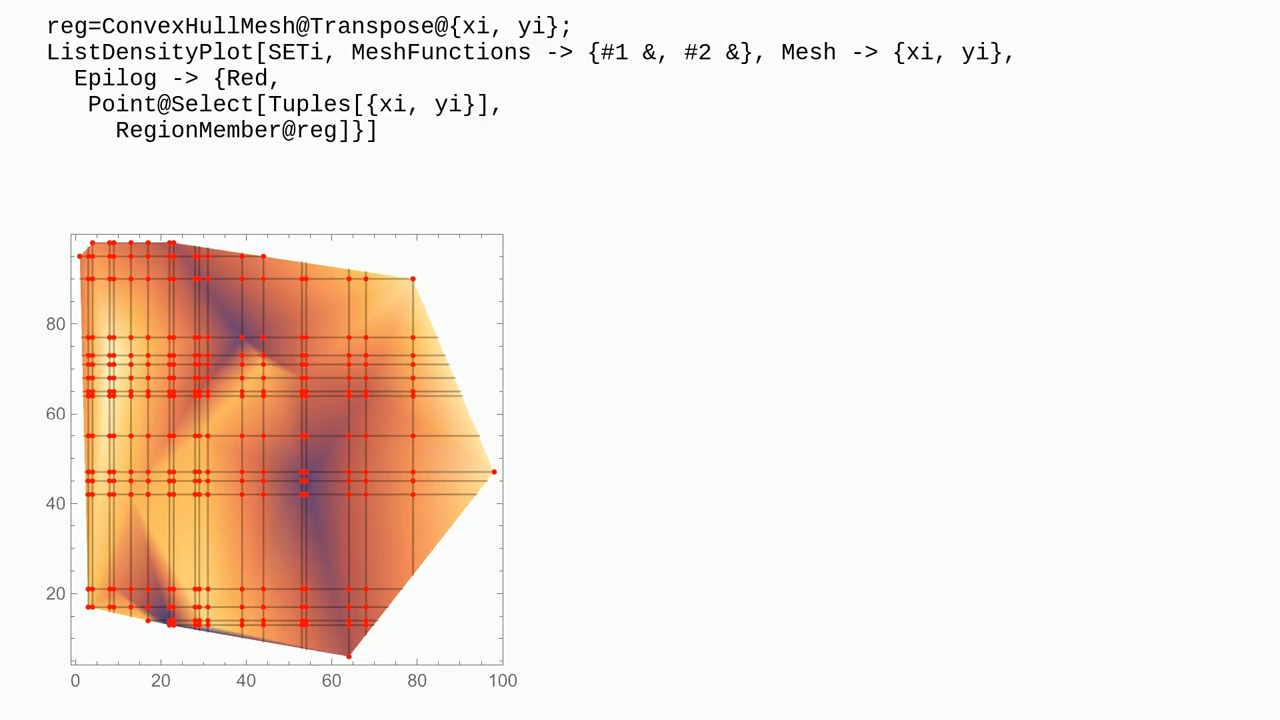 reg=ConvexHullMesh@Transpose@{xi, yi};
ListDensityPlot[SETi, MeshFunctions -> {#1 &, #2 &}, Mesh -> {xi, yi},
Epilog -> {Red,
Point@Select[Tuples[{xi, yi}],
RegionMember@reg]}]
80
60
40
20
0 20 40 60 80 100